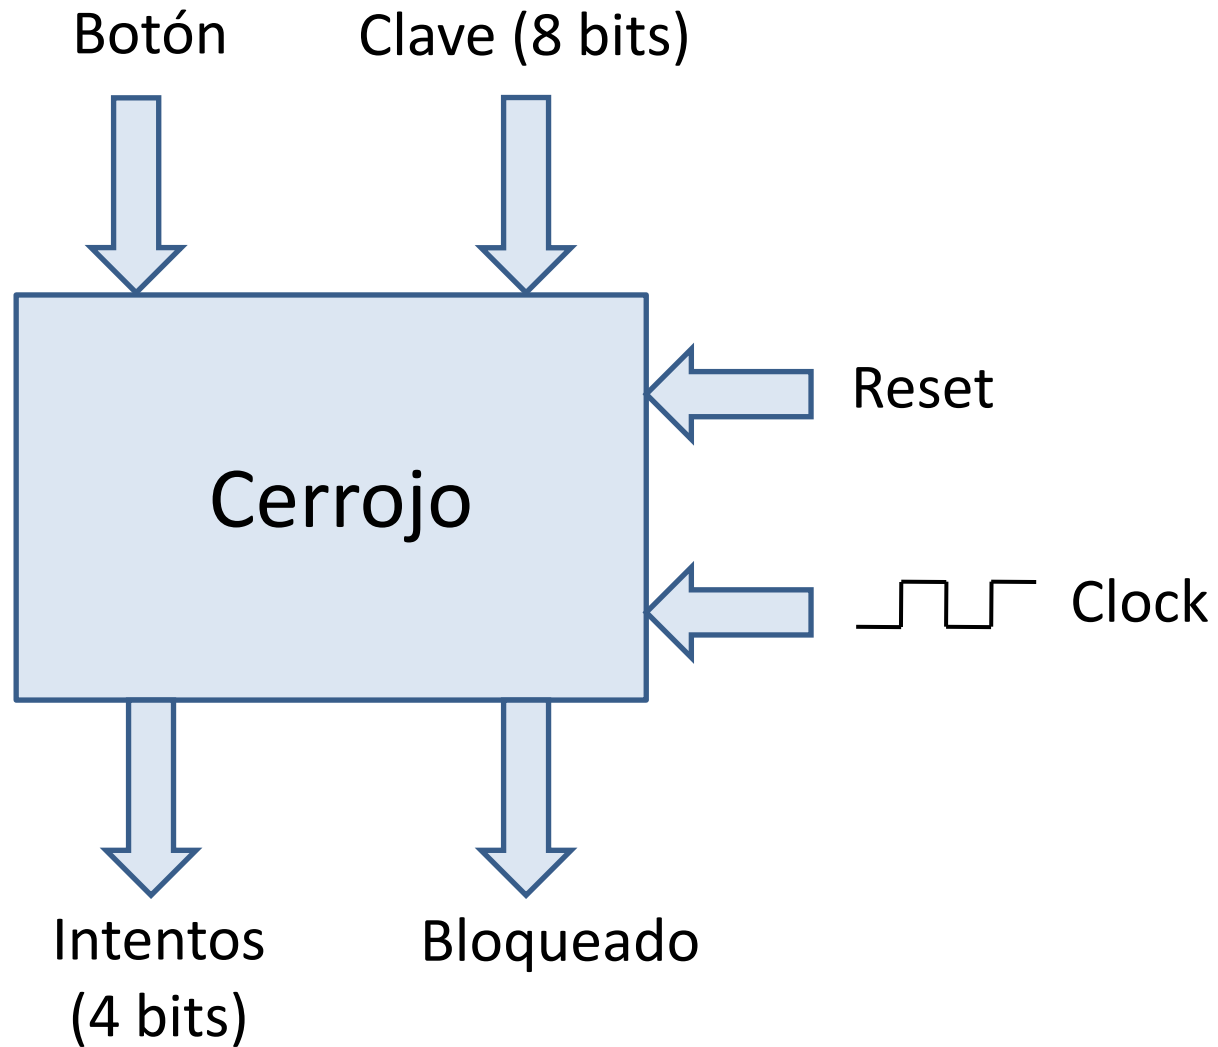 Botón
Clave (8 bits)
Reset
Cerrojo
Clock
Intentos
(4 bits)
Bloqueado